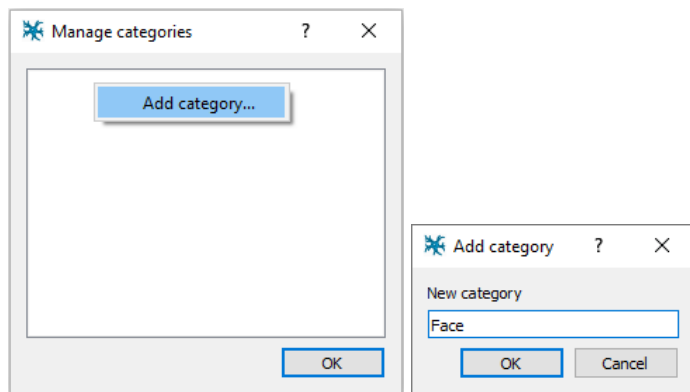 Manage categories ?
Add category...
OK
Add category ?
New category
Face
OK Cancel